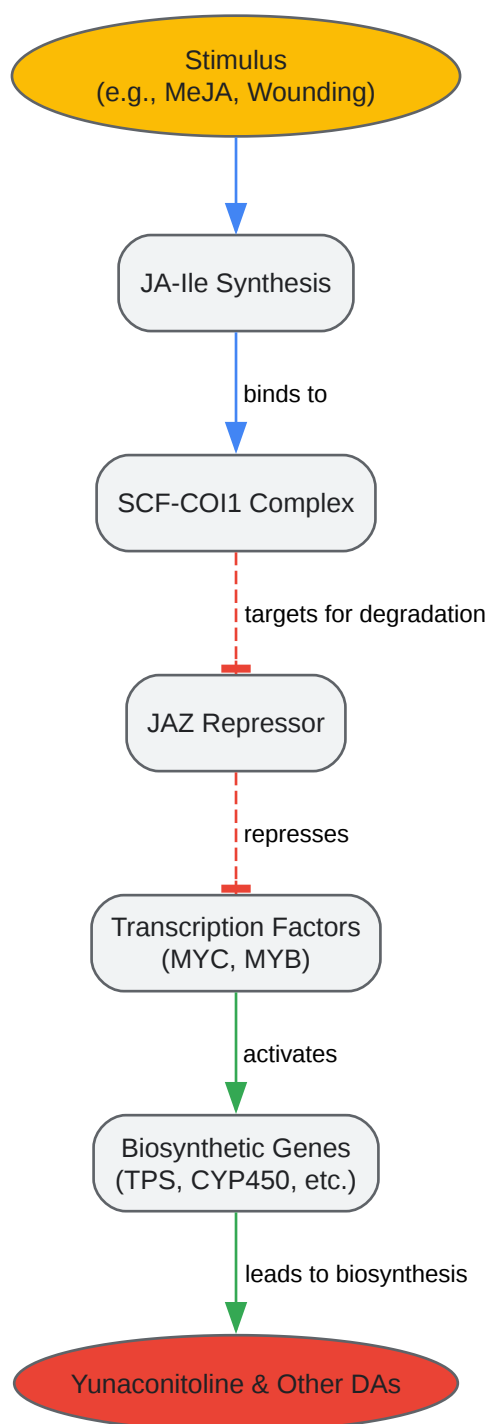 Stimulus
(e.g., MeJA, Wounding)
JA-Ile Synthesis
binds to
SCF-COI1 Complex
targets for degradation
JAZ Repressor
represses
Transcription Factors
(MYC, MYB)
activates
Biosynthetic Genes
(TPS, CYP450, etc.)
leads to biosynthesis
Yunaconitoline & Other DAs